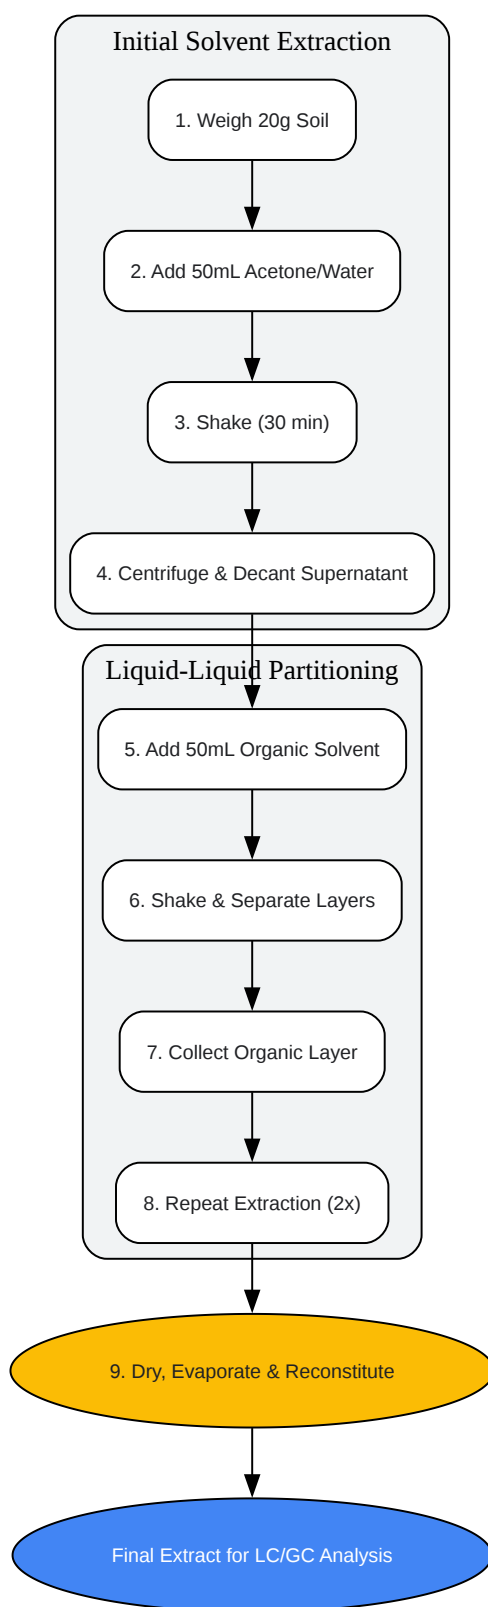 Initial Solvent Extraction
1. Weigh 20g Soil
2. Add 50mL Acetone/Water
3. Shake (30 min)
4. Centrifuge & Decant Supernatant
Liquid-Liquid Partitioning
5. Add 50mL Organic Solvent
6. Shake & Separate Layers
7. Collect Organic Layer
8. Repeat Extraction (2x)
9. Dry, Evaporate & Reconstitute
Final Extract for LC/GC Analysis